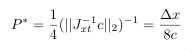 $P^* = \frac{1}{4}(||J_{xt}^{-1}c||_2)^{-1} = \frac{\Delta x}{8c}$